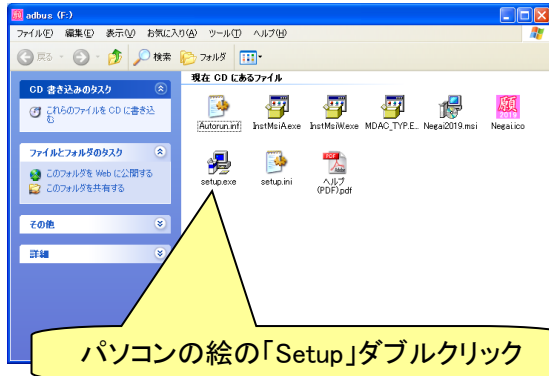 adbus (F:)
ファイル(F) 編集(E) 表示(V) お気に入り(A) ツール(T) ヘルプ(H)
戻る 検索 フォルダ
現在 CD にあるファイル
CD 書き込みのタスク
これらのファイルを CD に書き込む
ファイルとフォルダのタスク
このフォルダを Web に公開する
このフォルダを共有する
その他
詳細
Autorun.inf InstMsiA.exe InstMsiW.exe MDAC_TYP.E... Negai2019.msi Negai.ico
願
2019
setup.exe setup.ini ヘルプ
(PDF).pdf
パソコンの絵の「Setup」ダブルクリック